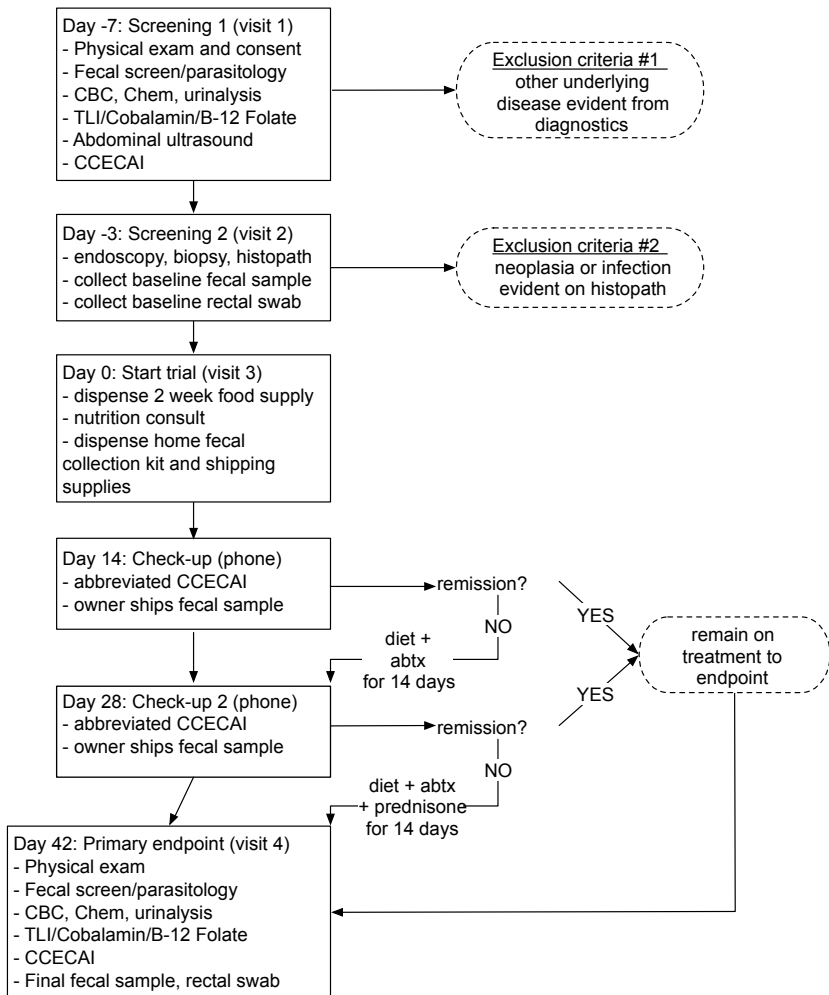 Day -7: Screening 1 (visit 1)
- Physical exam and consent
- Fecal screen/parasitology
- CBC, Chem, urinalysis
- TLI/Cobalamin/B-12 Folate
- Abdominal ultrasound
- CCECAI
Exclusion criteria #1
other underlying
disease evident from
diagnostics
Day -3: Screening 2 (visit 2)
- endoscopy, biopsy, histopath
- collect baseline fecal sample
- collect baseline rectal swab
Exclusion criteria #2
neoplasia or infection
evident on histopath
Day 0: Start trial (visit 3)
- dispense 2 week food supply
- nutrition consult
- dispense home fecal
collection kit and shipping
supplies
Day 14: Check-up (phone)
- abbreviated CCECAI
- owner ships fecal sample
remission?
YES
NO
diet +
abtx
for 14 days
remain on
treatment to
endpoint
Day 28: Check-up 2 (phone)
- abbreviated CCECAI
- owner ships fecal sample
remission?
YES
NO
diet + abtx
+ prednisone
for 14 days
Day 42: Primary endpoint (visit 4)
- Physical exam
- Fecal screen/parasitology
- CBC, Chem, urinalysis
- TLI/Cobalamin/B-12 Folate
- CCECAI
- Final fecal sample, rectal swab